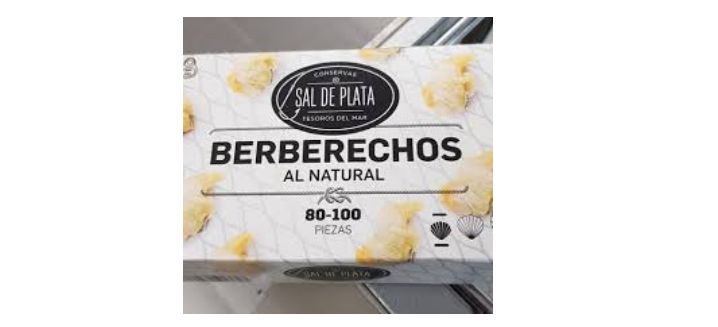 CONSERVAS
SAL DE PLATA
TESOROS DEL MAR
BERBERECHOS
AL NATURAL
80-100
PIEZAS
SAL DE PLATA